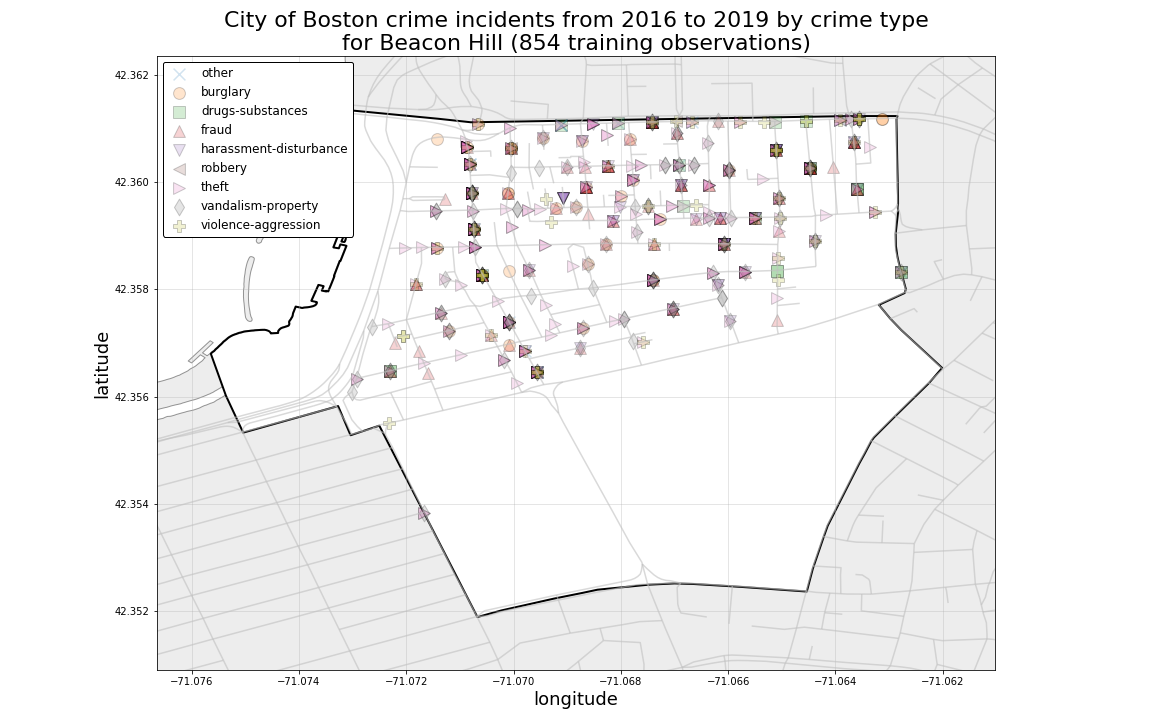 City of Boston crime incidents from 2016 to 2019 by crime type
for Beacon Hill (854 training observations)
other
burglary
drugs-substances
fraud
harassment-disturbance
robbery
theft
vandalism-property
violence-aggression
42.362
42.360
42.358
42.356
42.354
42.352
latitude
−71.076 −71.074 −71.072 −71.070 −71.068 −71.066 −71.064 −71.062
longitude